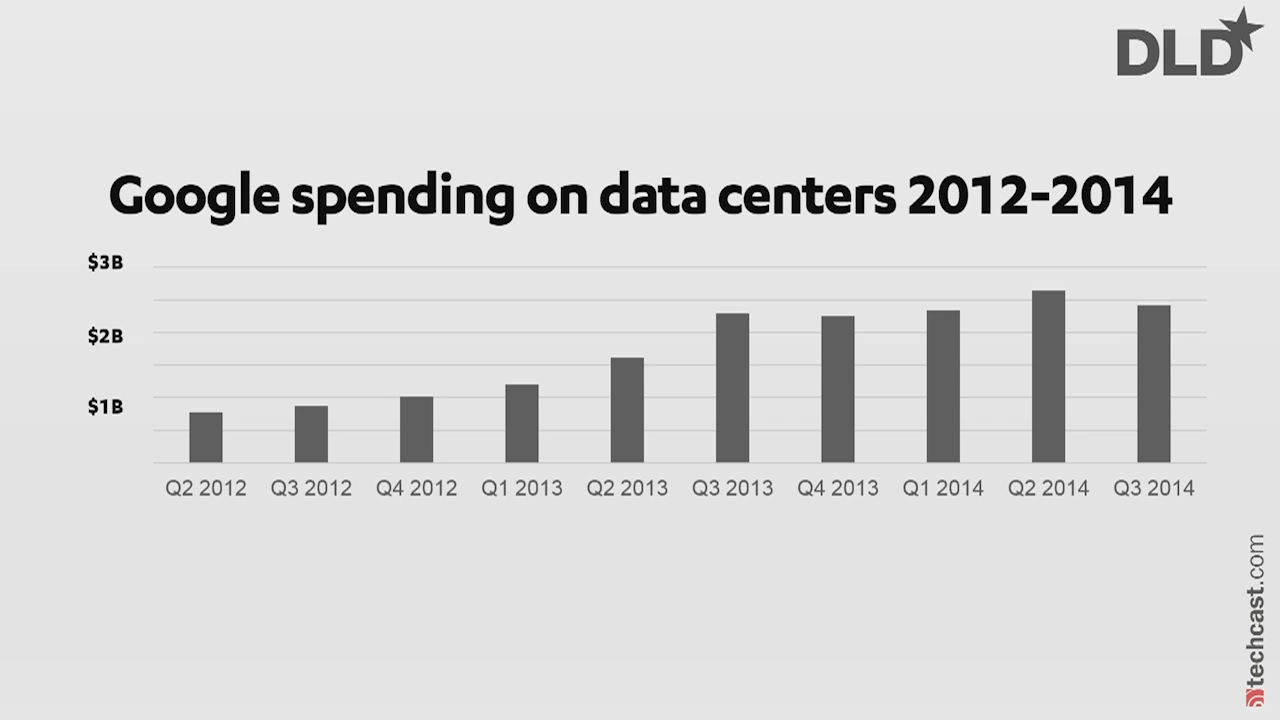 DLD
Google spending on data centers 2012-2014
$3B
$2B
$1B
Q2 2012 Q3 2012 Q4 2012 Q1 2013 Q2 2013 Q3 2013 Q4 2013 Q1 2014 Q2 2014 Q3 2014
techcast.com